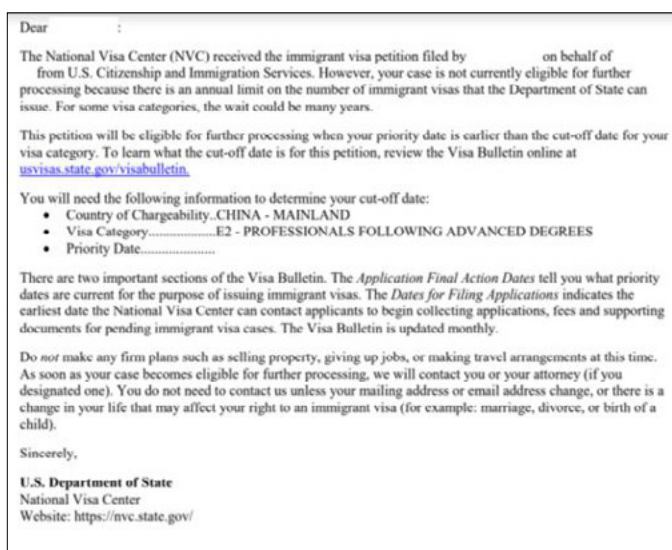 Dear :
The National Visa Center (NVC) received the immigrant visa petition filed by on behalf of
from U.S. Citizenship and Immigration Services. However, your case is not currently eligible for further
processing because there is an annual limit on the number of immigrant visas that the Department of State can
issue. For some visa categories, the wait could be many years.
This petition will be eligible for further processing when your priority date is earlier than the cut-off date for your
visa category. To learn what the cut-off date is for this petition, review the Visa Bulletin online at
usvisas.state.gov/visabulletin.
You will need the following information to determine your cut-off date:
• Country of Chargeability..CHINA - MAINLAND
• Visa Category...................E2 - PROFESSIONALS FOLLOWING ADVANCED DEGREES
• Priority Date.....................
There are two important sections of the Visa Bulletin. The Application Final Action Dates tell you what priority
dates are current for the purpose of issuing immigrant visas. The Dates for Filing Applications indicates the
earliest date the National Visa Center can contact applicants to begin collecting applications, fees and supporting
documents for pending immigrant visa cases. The Visa Bulletin is updated monthly.
Do not make any firm plans such as selling property, giving up jobs, or making travel arrangements at this time.
As soon as your case becomes eligible for further processing, we will contact you or your attorney (if you
designated one). You do not need to contact us unless your mailing address or email address change, or there is a
change in your life that may affect your right to an immigrant visa (for example: marriage, divorce, or birth of a
child).
Sincerely,
U.S. Department of State
National Visa Center
Website: https://nvc.state.gov/